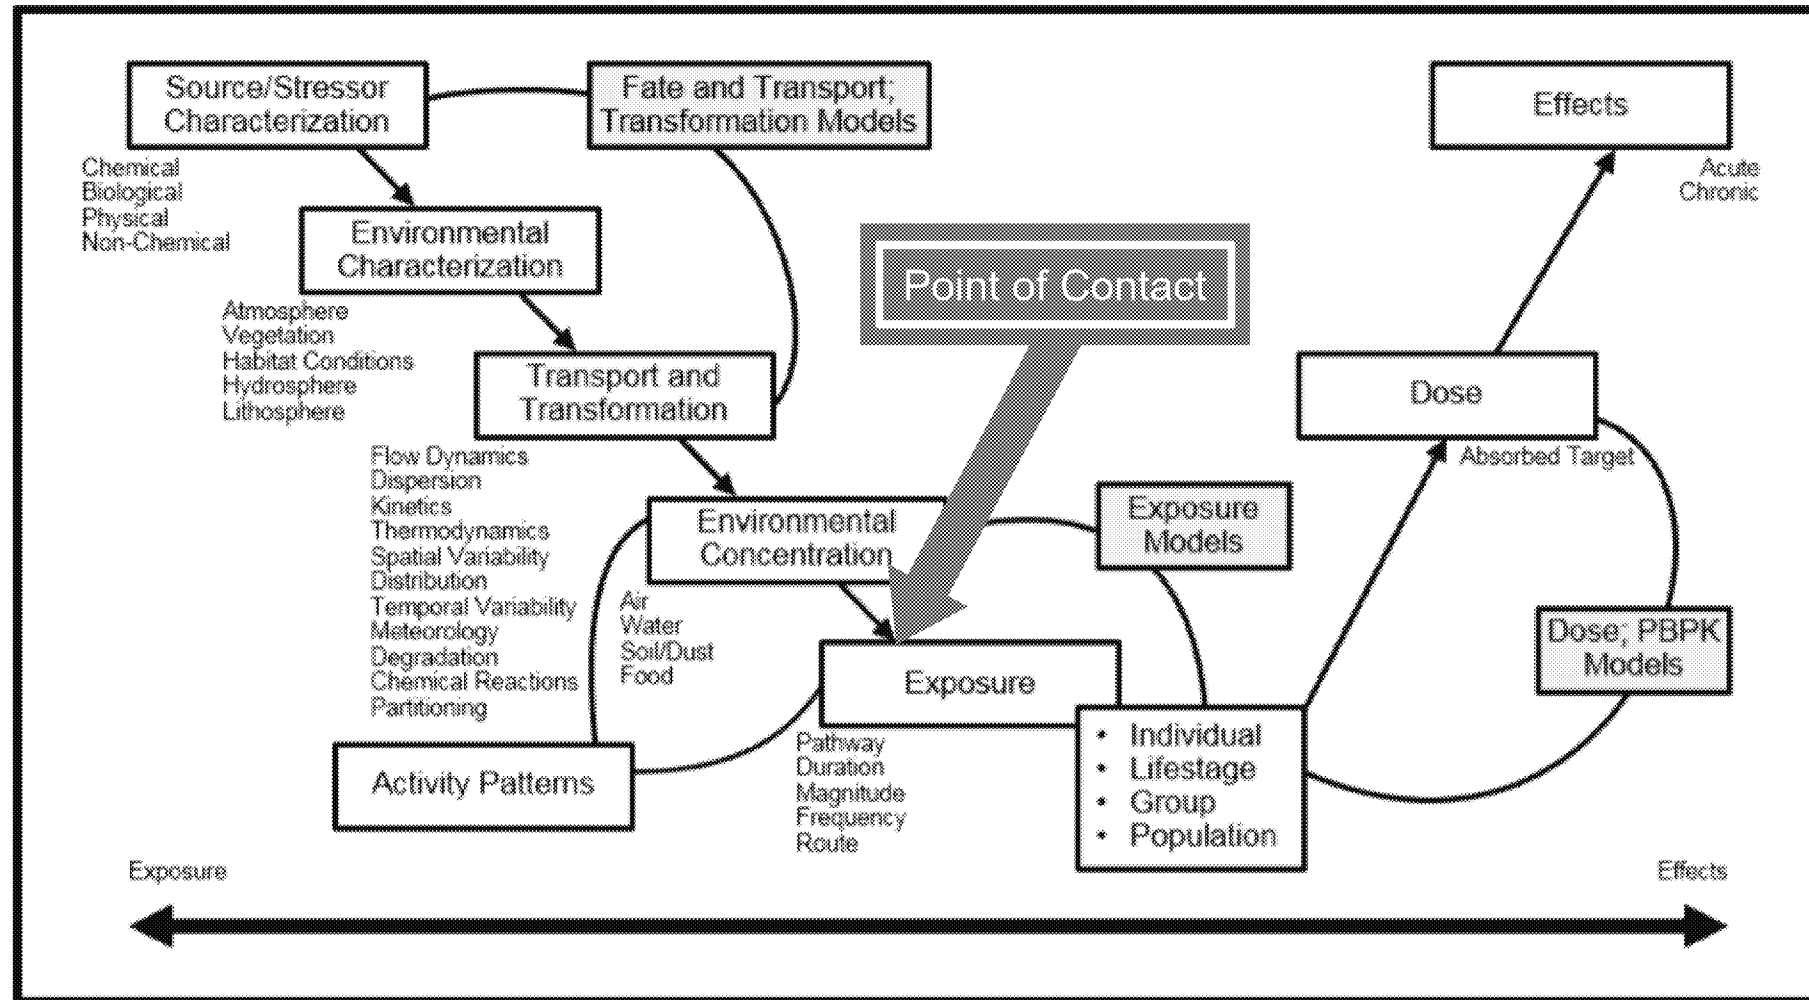 Source/Stressor
Characterization
Fate and Transport;
Transformation Models
Effects
Chemical
Biological
Physical
Non-Chemical
Acute
Chronic
Environmental
Characterization
Point of Contact
Atmosphere
Vegetation
Habitat Conditions
Hydrosphere
Lithosphere
Transport and
Transformation
Dose
Absorbed Target
Flow Dynamics
Dispersion
Kinetics
Thermodynamics
Spatial Variability
Distribution
Temporal Variability
Meteorology
Degradation
Chemical Reactions
Partitioning
Environmental
Concentration
Exposure
Models
Air
Water
Soil/Dust
Food
Dose; PBPK
Models
Exposure
Pathway
Duration
Magnitude
Frequency
Route
• Individual
• Lifestage
• Group
• Population
Activity Patterns
Exposure
Effects